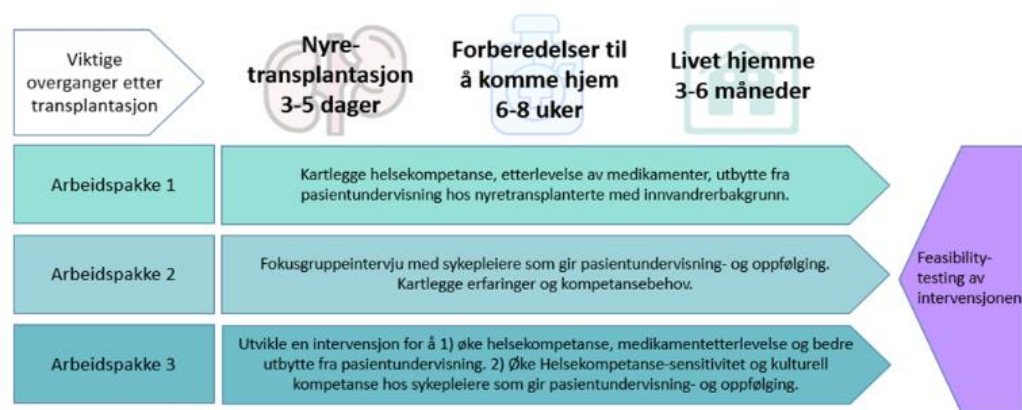 Viktige
overganger etter
transplantasjon
Nyre-
transplantasjon
3-5 dager
Forberedelser til
å komme hjem
6-8 uker
Livet hjemme
3-6 måneder
Arbeidspakke 1
Kartlegge helsekompetanse, etterlevelse av medikamenter, utbytte fra
pasientundervisning hos nyretransplanterte med innvandrerbakgrunn.
Arbeidspakke 2
Fokusgruppeintervju med sykepleiere som gir pasientundervisning- og oppfølging.
Kartlegge erfaringer og kompetansebehov.
Arbeidspakke 3
Utvikle en intervensjon for å 1) øke helsekompetanse, medikamentetterlevelse og bedre
utbytte fra pasientundervisning. 2) Øke Helsekompetanse-sensitivitet og kulturell
kompetanse hos sykepleiere som gir pasientundervisning- og oppfølging.
Feasibility-
testing av
intervensjonen